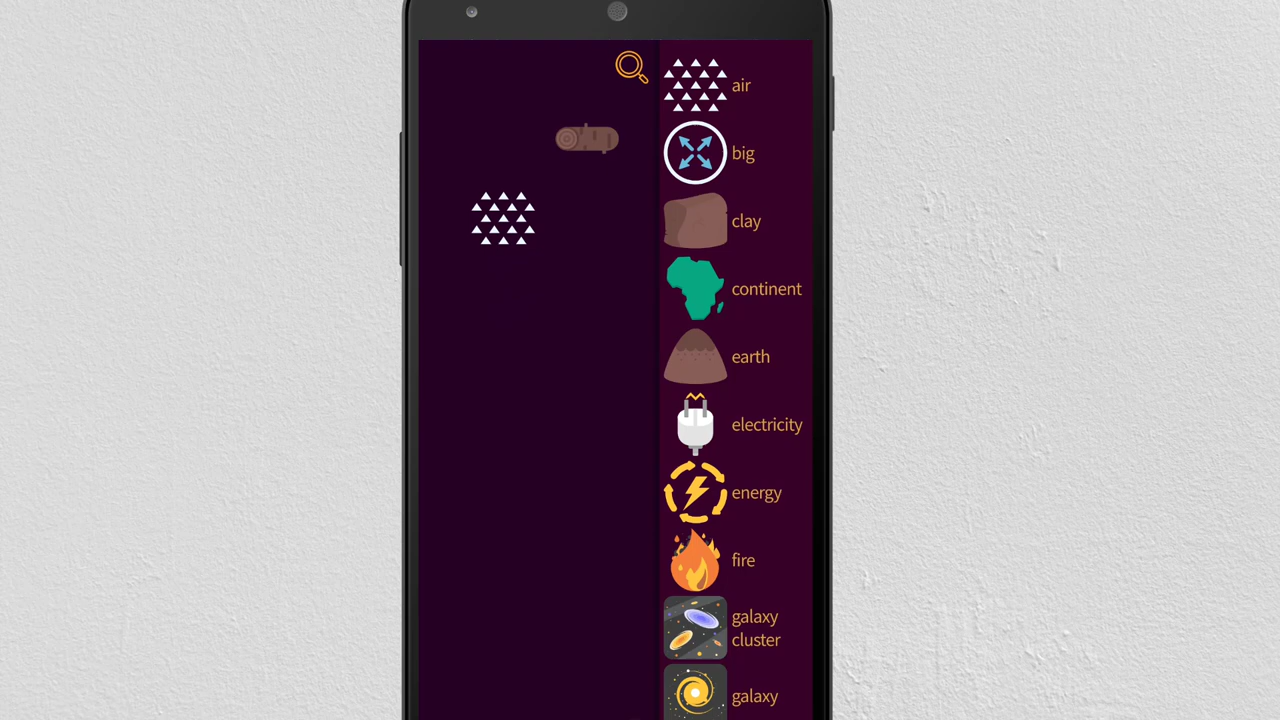 air
big
clay
continent
earth
electricity
energy
fire
galaxy
cluster
galaxy